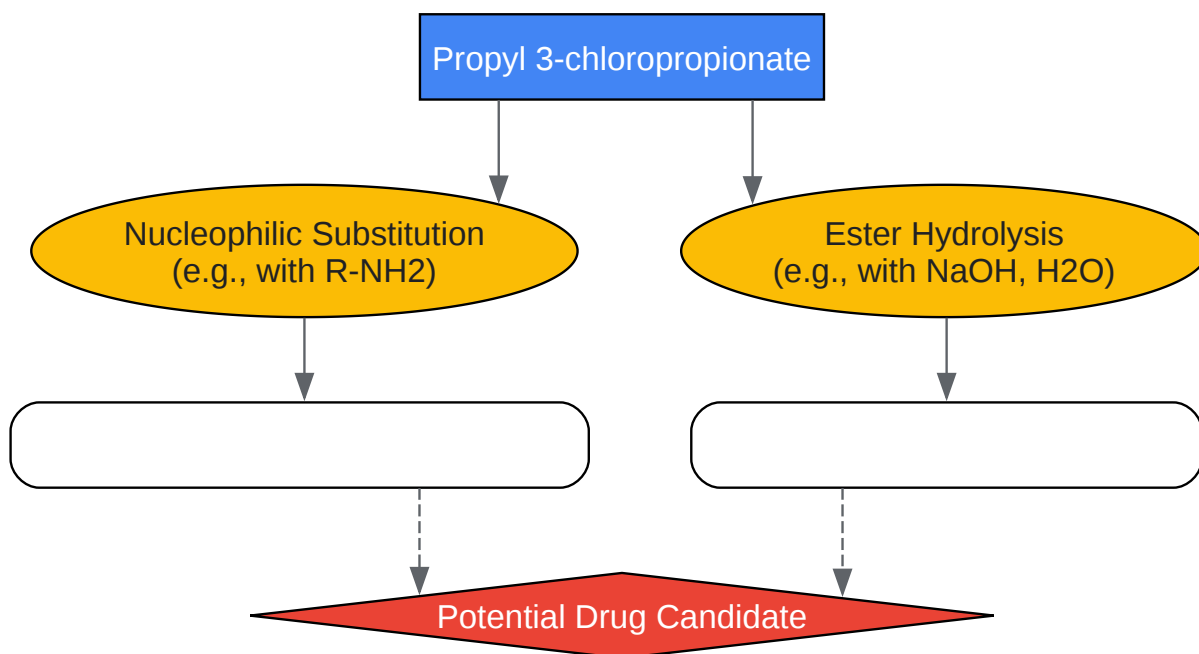 Propyl 3-chloropropionate
Nucleophilic Substitution
(e.g., with R-NH2)
Ester Hydrolysis
(e.g., with NaOH, H2O)
Potential Drug Candidate